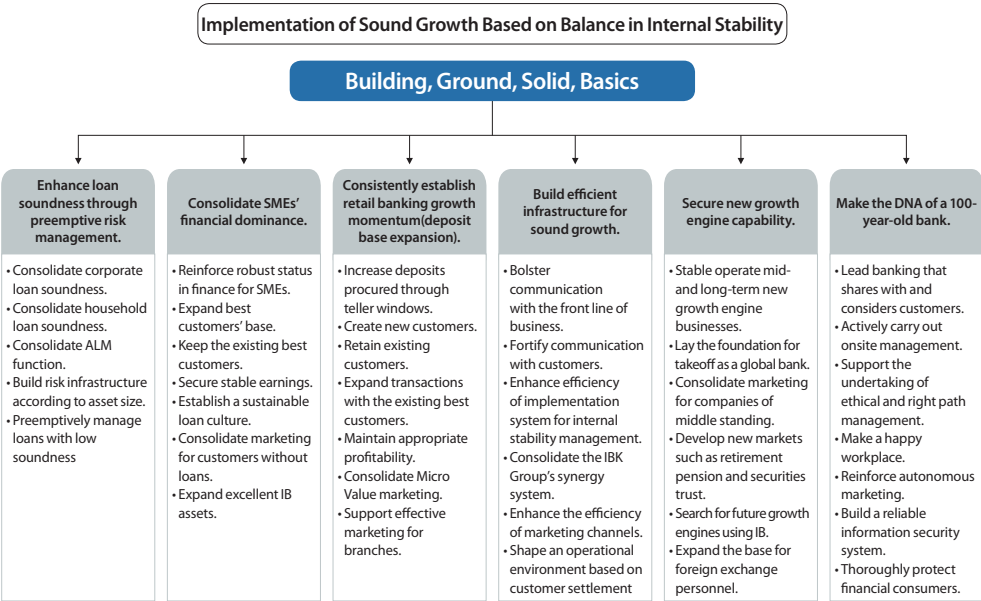 Implementation of Sound Growth Based on Balance in Internal Stability
Building, Ground, Solid, Basics
Enhance loan
soundness through
preemptive risk
management.
• Consolidate corporate
loan soundness.
• Consolidate household
loan soundness.
• Consolidate ALM
function.
• Build risk infrastructure
according to asset size.
• Preemptively manage
loans with low
soundness
Consolidate SMEs'
financial dominance.
• Reinforce robust status
in finance for SMEs.
• Expand best
customers' base.
• Keep the existing best
customers.
• Secure stable earnings.
• Establish a sustainable
loan culture.
• Consolidate marketing
for customers without
loans.
• Expand excellent IB
assets.
Consistently establish
retail banking growth
momentum(deposit
base expansion).
• Increase deposits
procured through
teller windows.
• Create new customers.
• Retain existing
customers.
• Expand transactions
with the existing best
customers.
• Maintain appropriate
profitability.
• Consolidate Micro
Value marketing.
• Support effective
marketing for
branches.
Build efficient
infrastructure for
sound growth.
• Bolster
communication
with the front line of
business.
• Fortify communication
with customers.
• Enhance efficiency
of implementation
system for internal
stability management.
• Consolidate the IBK
Group's synergy
system.
• Enhance the efficiency
of marketing channels.
• Shape an operational
environment based on
customer settlement
Secure new growth
engine capability.
• Stable operate mid-
and long-term new
growth engine
businesses.
• Lay the foundation for
takeoff as a global bank.
• Consolidate marketing
for companies of
middle standing.
• Develop new markets
such as retirement
pension and securities
trust.
• Search for future growth
engines using IB.
• Expand the base for
foreign exchange
personnel.
Make the DNA of a 100-
year-old bank.
• Lead banking that
shares with and
considers customers.
• Actively carry out
onsite management.
• Support the
undertaking of
ethical and right path
management.
• Make a happy
workplace.
• Reinforce autonomous
marketing.
• Build a reliable
information security
system.
• Thoroughly protect
financial consumers.